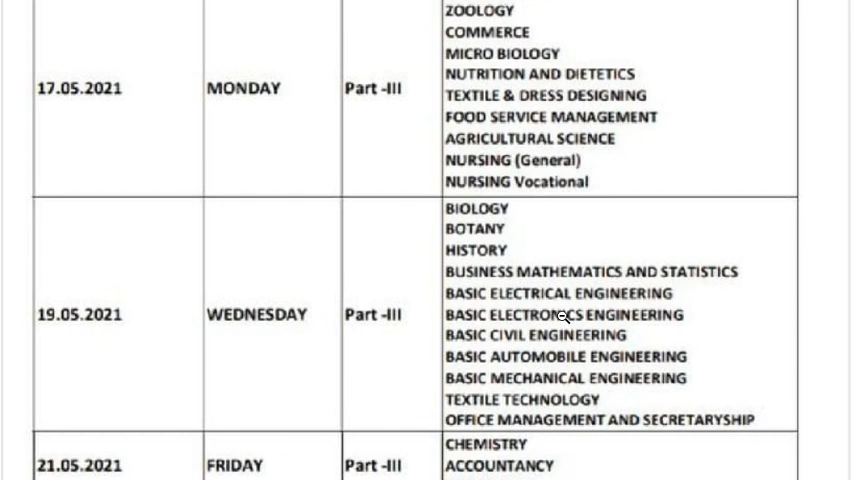 ZOOLOGY
COMMERCE
MICRO BIOLOGY
NUTRITION AND DIETETICS
17.05.2021 MONDAY Part -III
TEXTILE & DRESS DESIGNING
FOOD SERVICE MANAGEMENT
AGRICULTURAL SCIENCE
NURSING (General)
NURSING Vocational
BIOLOGY
BOTANY
HISTORY
BUSINESS MATHEMATICS AND STATISTICS
BASIC ELECTRICAL ENGINEERING
19.05.2021 WEDNESDAY Part -III BASIC ELECTRONICS ENGINEERING
BASIC CIVIL ENGINEERING
BASIC AUTOMOBILE ENGINEERING
BASIC MECHANICAL ENGINEERING
TEXTILE TECHNOLOGY
OFFICE MANAGEMENT AND SECRETARYSHIP
CHEMISTRY
21.05.2021 FRIDAY Part -III ACCOUNTANCY